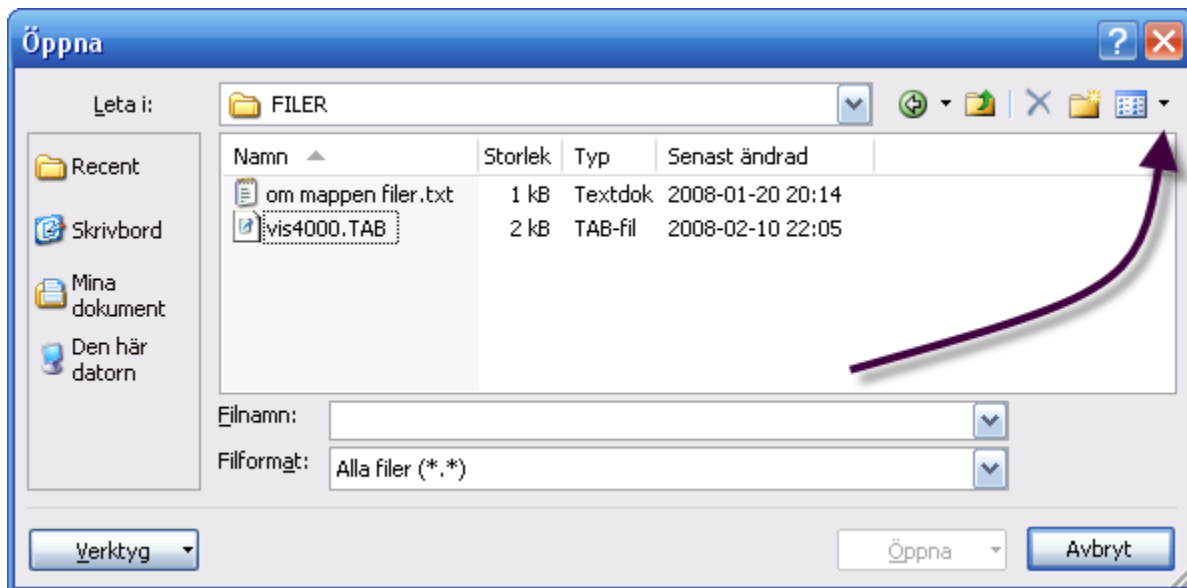 Öppna
Leta i:
FILER
Recent
Skrivbord
Mina
dokument
Den här
datorn
Namn Storlek Typ Senast ändrad
om mappen filer.txt 1 kB Textdok 2008-01-20 20:14
vis4000.TAB 2 kB TAB-fil 2008-02-10 22:05
Filnamn:
Filformat: Alla filer (*.*)
Verktyg Öppna Avbryt